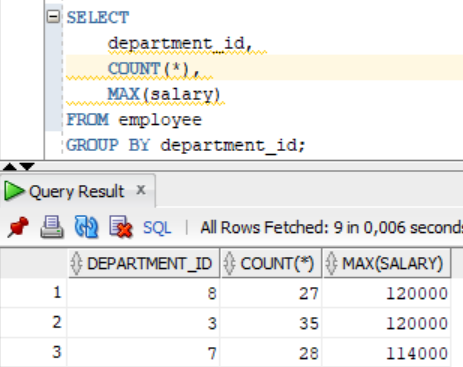 SELECT
department_id,
COUNT(*),
MAX(salary)
FROM employee
GROUP BY department_id;
Query Result x
SQL | All Rows Fetched: 9 in 0,006 seconds
DEPARTMENT_ID COUNT(*) MAX(SALARY)
1 8 27 120000
2 3 35 120000
3 7 28 114000